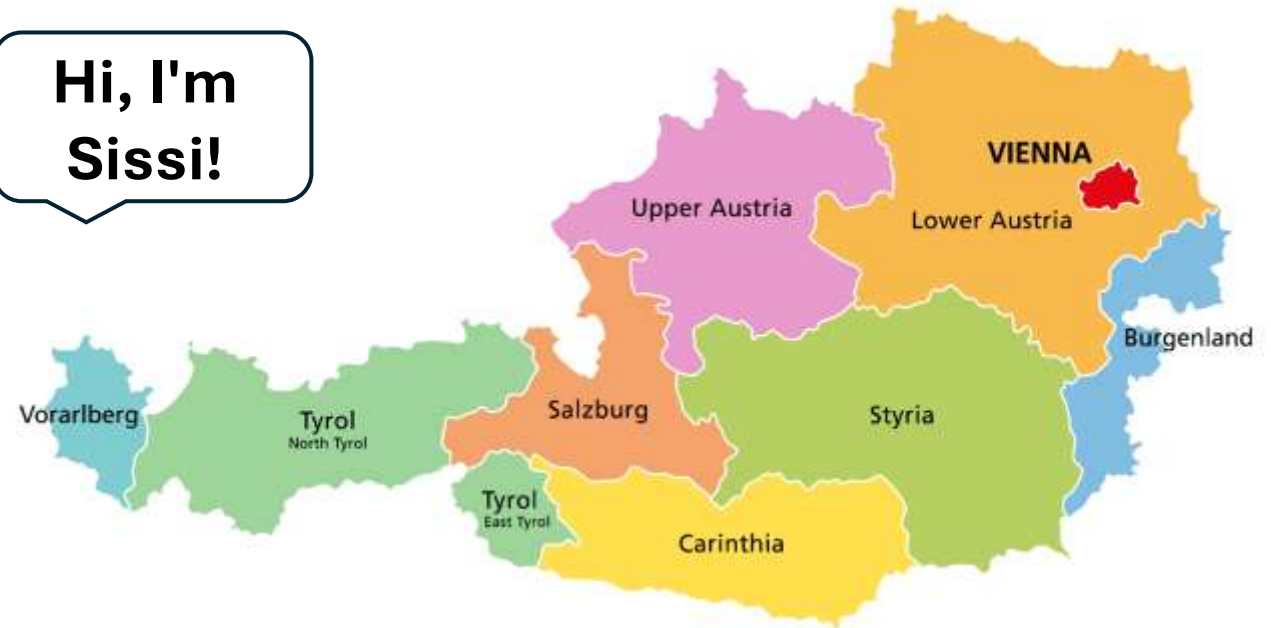 Hi, I'm
Sissi!
VIENNA
Upper Austria
Lower Austria
Burgenland
Vorarlberg
Tyrol
North Tyrol
Salzburg
Styria
Tyrol
East Tyrol
Carinthia